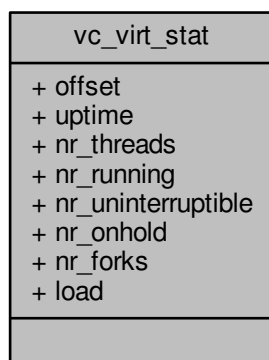 vc_virt_stat
+ offset
+ uptime
+ nr_threads
+ nr_running
+ nr_uninterruptible
+ nr_onhold
+ nr_forks
+ load